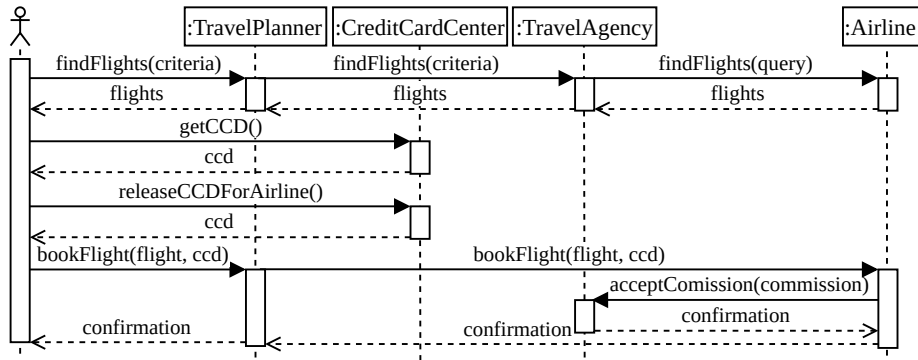 :TravelPlanner :CreditCardCenter :TravelAgency :Airline
findFlights(criteria) findFlights(criteria) findFlights(query)
flights flights flights
getCCD()
ccd
releaseCCDForAirline()
ccd
bookFlight(flight, ccd) bookFlight(flight, ccd)
acceptComission(commission)
confirmation confirmation confirmation